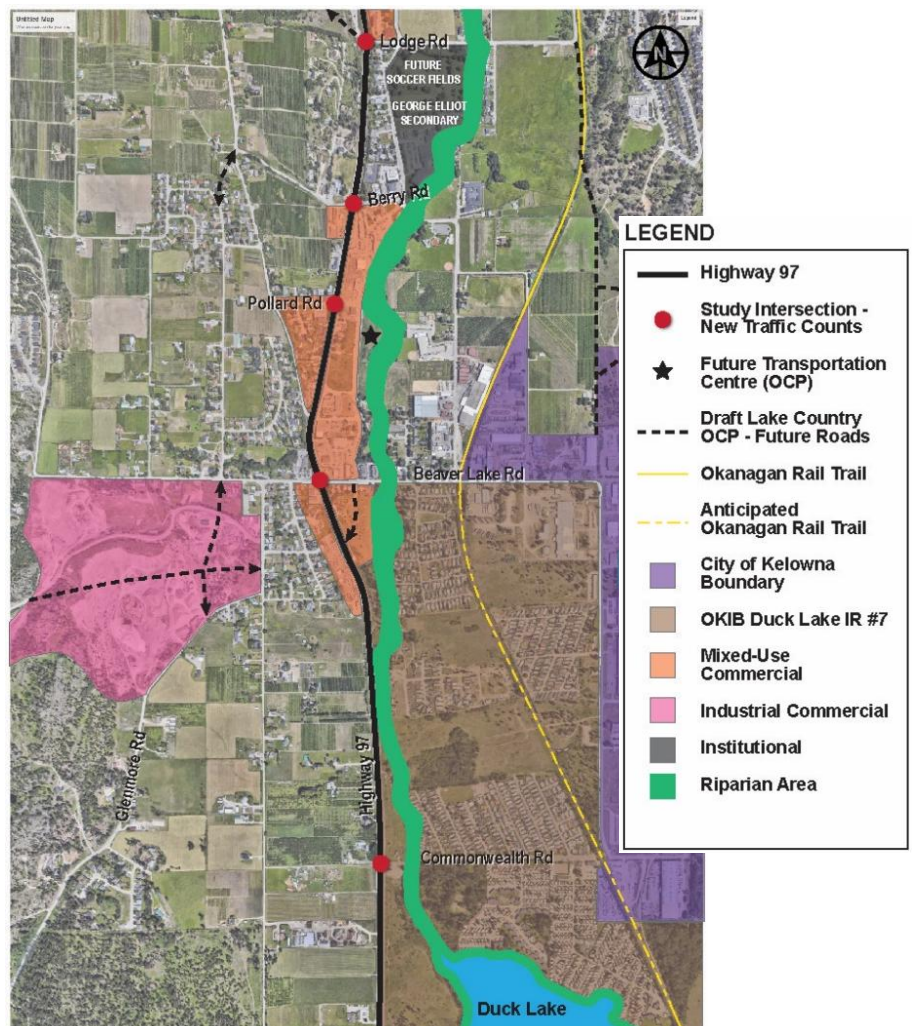 Untitled Map
Legend
N
Lodge Rd
FUTURE
SOCCER FIELDS
GEORGE ELLIOT
SECONDARY
Berry Rd
Pollard Rd
Beaver Lake Rd
Glenmore Rd
Highway 97
Commonwealth Rd
Duck Lake
LEGEND
Highway 97
Study Intersection -
New Traffic Counts
Future Transportation
Centre (OCP)
Draft Lake Country
OCP - Future Roads
Okanagan Rail Trail
Anticipated
Okanagan Rail Trail
City of Kelowna
Boundary
OKIB Duck Lake IR #7
Mixed-Use
Commercial
Industrial Commercial
Institutional
Riparian Area